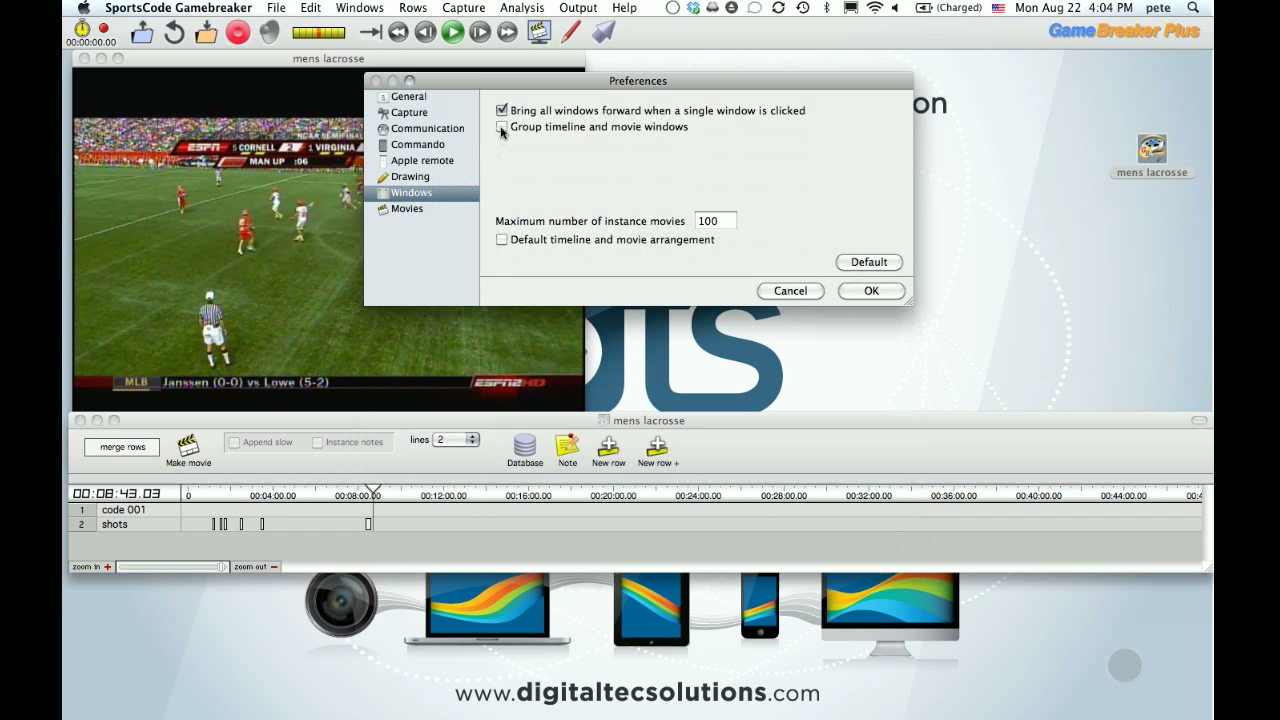 SportsCode Gamebreaker File Edit Windows Rows Capture Analysis Output Help (Charged) Mon Aug 22 4:04 PM pete
00:00:00.00
GameBreaker Plus
mens lacrosse
Preferences
General
Capture
Communication
Commando
Apple remote
Drawing
Windows
Movies
Bring all windows forward when a single window is clicked
Group timeline and movie windows
Maximum number of instance movies 100
Default timeline and movie arrangement
Default
Cancel OK
on
mens lacrosse
NCAA SEMIFINAL
ESPN 5 CORNELL 2 1 VIRGINIA
MAN UP :06
MLB Janssen (0-0) vs Lowe (5-2) ESPN2HD
mens lacrosse
merge rows
Make movie
Append slow Instance notes
lines 2
Database Note New row New row +
00:08:43.03 0 00:04:00.00 00:08:00.00 00:12:00.00 00:16:00.00 00:20:00.00 00:24:00.00 00:28:00.00 00:32:00.00 00:36:00.00 00:40:00.00 00:44:00.00 00:4
1 code 001
2 shots
zoom in + zoom out -
www.digitaltecsolutions.com